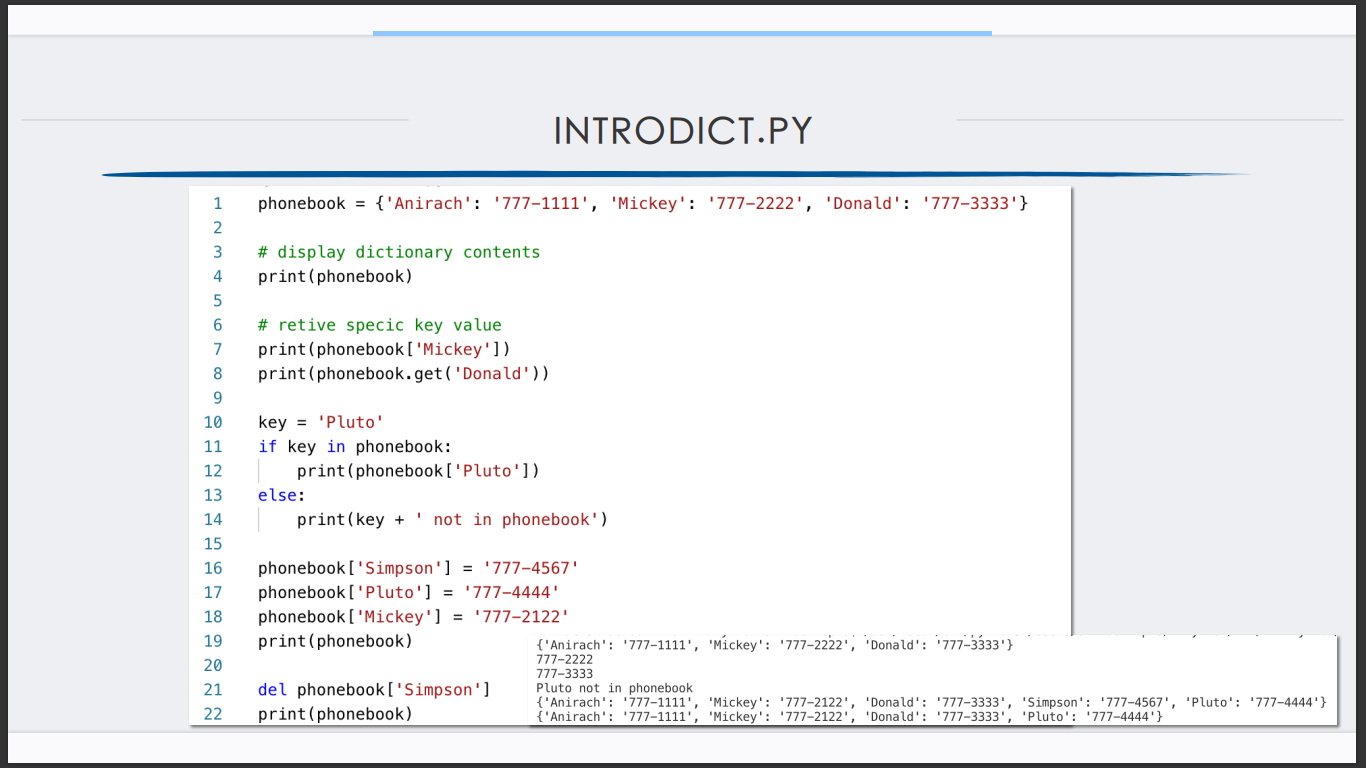 INTRODICT.PY
1 phonebook = {'Anirach': '777-1111', 'Mickey': '777-2222', 'Donald': '777-3333'}
2
3 # display dictionary contents
4 print(phonebook)
5
6 # retive specic key value
7 print(phonebook['Mickey'])
8 print(phonebook.get('Donald'))
9
10 key = 'Pluto'
11 if key in phonebook:
12     print(phonebook['Pluto'])
13 else:
14     print(key + ' not in phonebook')
15
16 phonebook['Simpson'] = '777-4567'
17 phonebook['Pluto'] = '777-4444'
18 phonebook['Mickey'] = '777-2122'
19 print(phonebook)
20
21 del phonebook['Simpson']
22 print(phonebook)
{'Anirach': '777-1111', 'Mickey': '777-2222', 'Donald': '777-3333'}
777-2222
777-3333
Pluto not in phonebook
{'Anirach': '777-1111', 'Mickey': '777-2122', 'Donald': '777-3333', 'Simpson': '777-4567', 'Pluto': '777-4444'}
{'Anirach': '777-1111', 'Mickey': '777-2122', 'Donald': '777-3333', 'Pluto': '777-4444'}